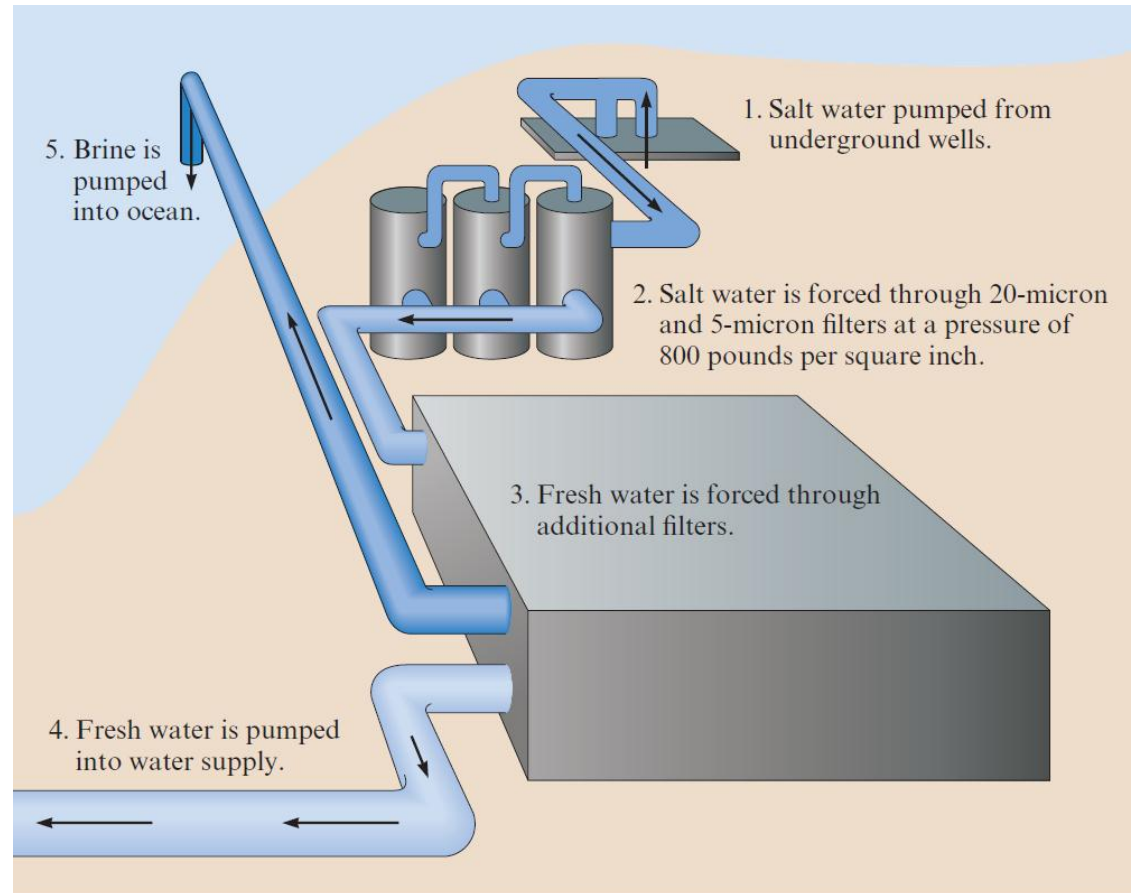 1. Salt water pumped from
underground wells.
2. Salt water is forced through 20-micron
and 5-micron filters at a pressure of
800 pounds per square inch.
3. Fresh water is forced through
additional filters.
4. Fresh water is pumped
into water supply.
5. Brine is
pumped
into ocean.